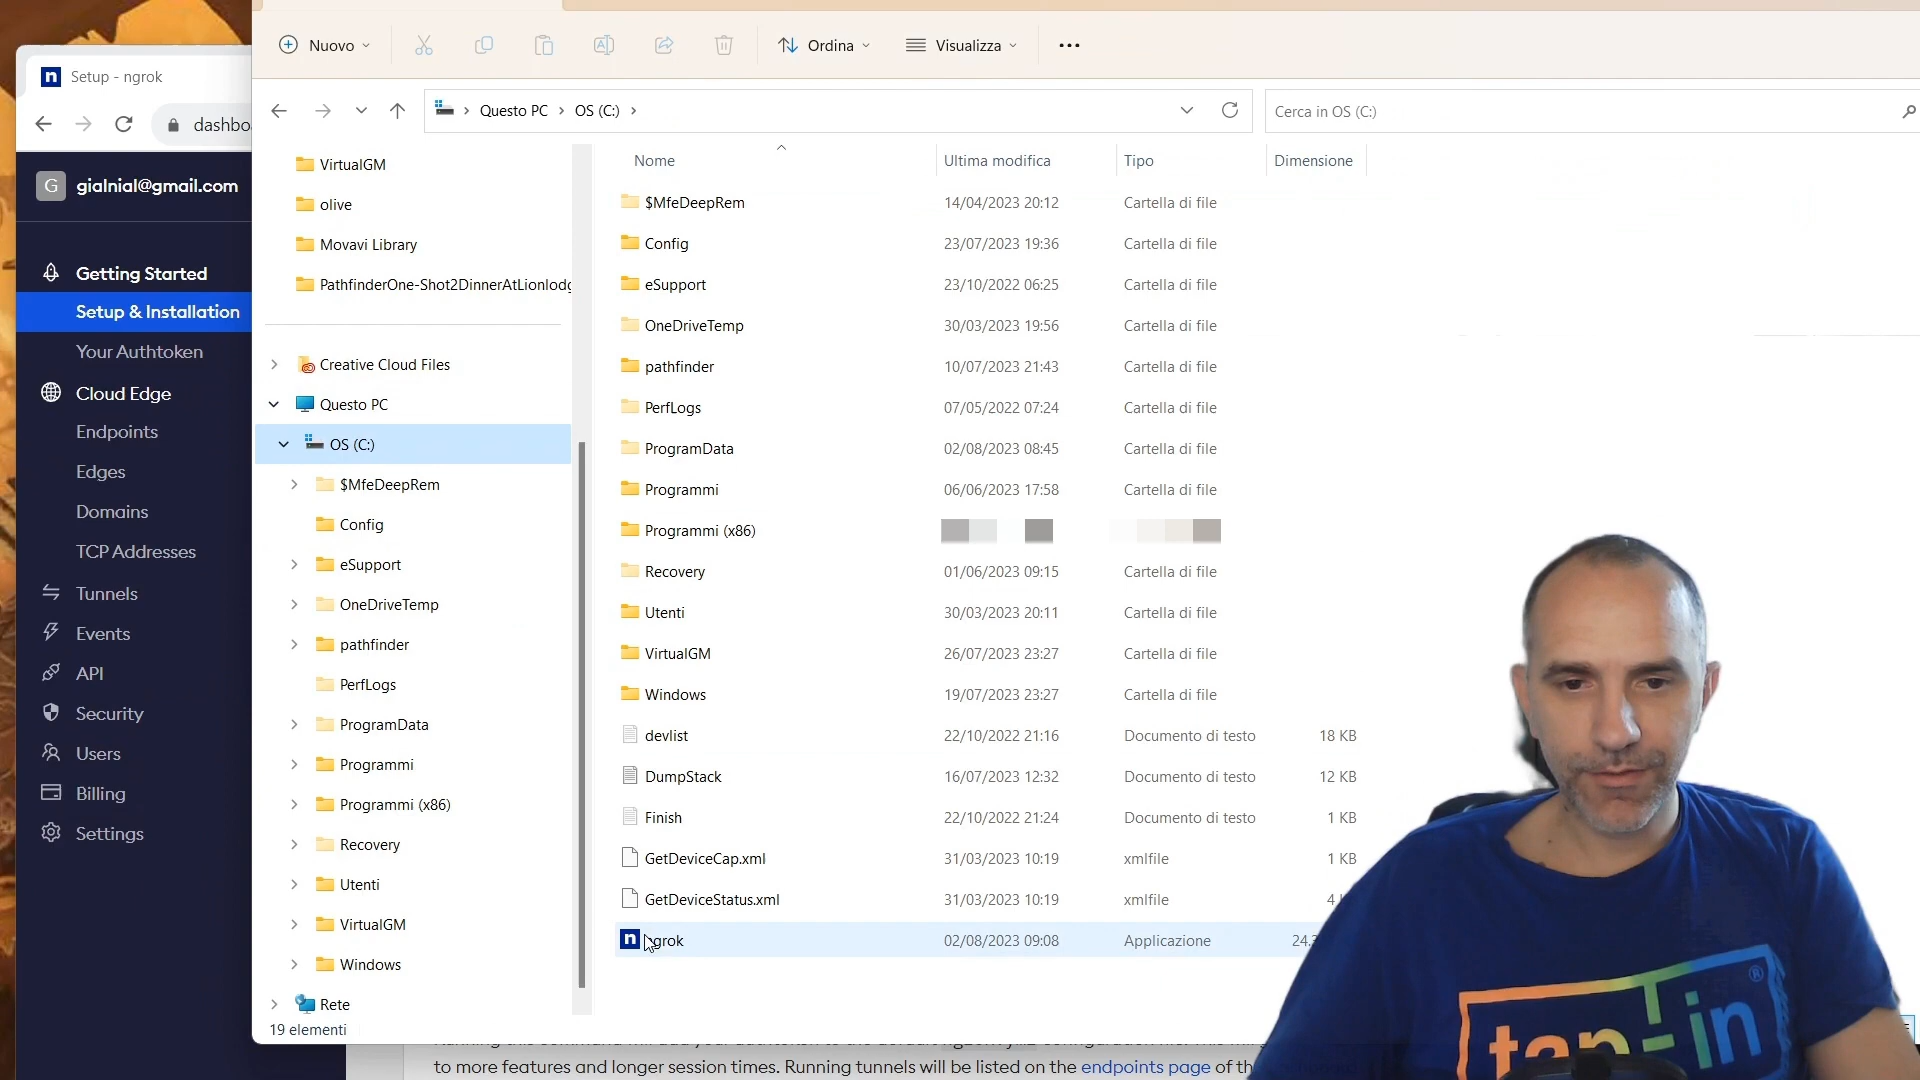 Nuovo
Ordina
Visualizza
Setup - ngrok
Questo PC
OS (C:)
Cerca in OS (C:)
dashbo
G
gialnial@gmail.com
Getting Started
Setup & Installation
Your Authtoken
Cloud Edge
Endpoints
Edges
Domains
TCP Addresses
Tunnels
Events
API
Security
Users
Billing
Settings
VirtualGM
olive
Movavi Library
PathfinderOne-Shot2DinnerAtLionlodg
Creative Cloud Files
Questo PC
OS (C:)
$MfeDeepRem
Config
eSupport
OneDriveTemp
pathfinder
PerfLogs
ProgramData
Programmi
Programmi (x86)
Recovery
Utenti
VirtualGM
Windows
Rete
19 elementi
Nome Ultima modifica Tipo Dimensione
$MfeDeepRem 14/04/2023 20:12 Cartella di file
Config 23/07/2023 19:36 Cartella di file
eSupport 23/10/2022 06:25 Cartella di file
OneDriveTemp 30/03/2023 19:56 Cartella di file
pathfinder 10/07/2023 21:43 Cartella di file
PerfLogs 07/05/2022 07:24 Cartella di file
ProgramData 02/08/2023 08:45 Cartella di file
Programmi 06/06/2023 17:58 Cartella di file
Programmi (x86)
Recovery 01/06/2023 09:15 Cartella di file
Utenti 30/03/2023 20:11 Cartella di file
VirtualGM 26/07/2023 23:27 Cartella di file
Windows 19/07/2023 23:27 Cartella di file
devlist 22/10/2022 21:16 Documento di testo 18 KB
DumpStack 16/07/2023 12:32 Documento di testo 12 KB
Finish 22/10/2022 21:24 Documento di testo 1 KB
GetDeviceCap.xml 31/03/2023 10:19 xmlfile 1 KB
GetDeviceStatus.xml 31/03/2023 10:19 xmlfile 4
ngrok 02/08/2023 09:08 Applicazione 24.
to more features and longer session times. Running tunnels will be listed on the endpoints page of th
tap-in